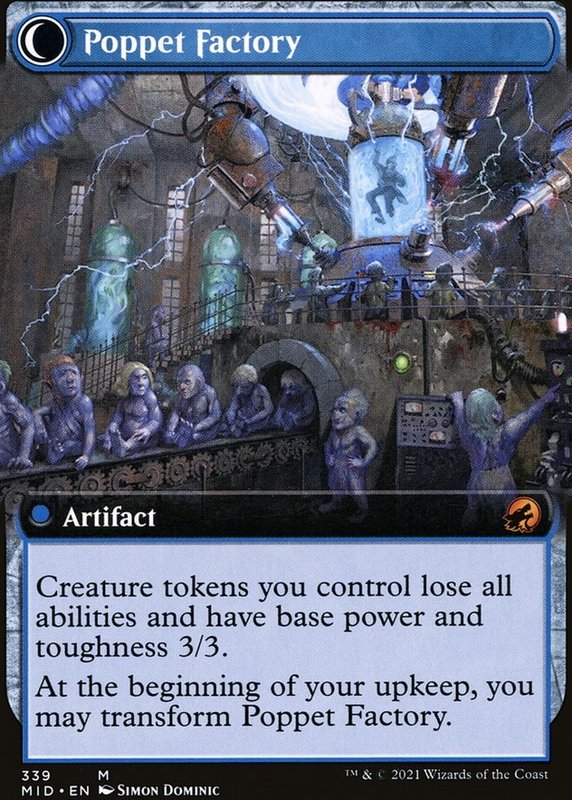 Poppet Factory
Artifact
Creature tokens you control lose all
abilities and have base power and
toughness 3/3.
At the beginning of your upkeep, you
may transform Poppet Factory.
339 M
MID • EN Simon Dominic
™ & © 2021 Wizards of the Coast